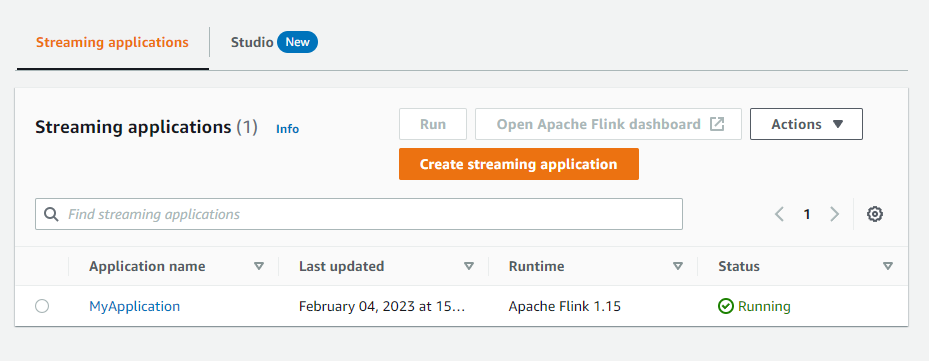 Streaming applications Studio New
Streaming applications (1) Info Run Open Apache Flink dashboard Actions
Create streaming application
Find streaming applications 1
Application name Last updated Runtime Status
MyApplication February 04, 2023 at 15... Apache Flink 1.15 Running